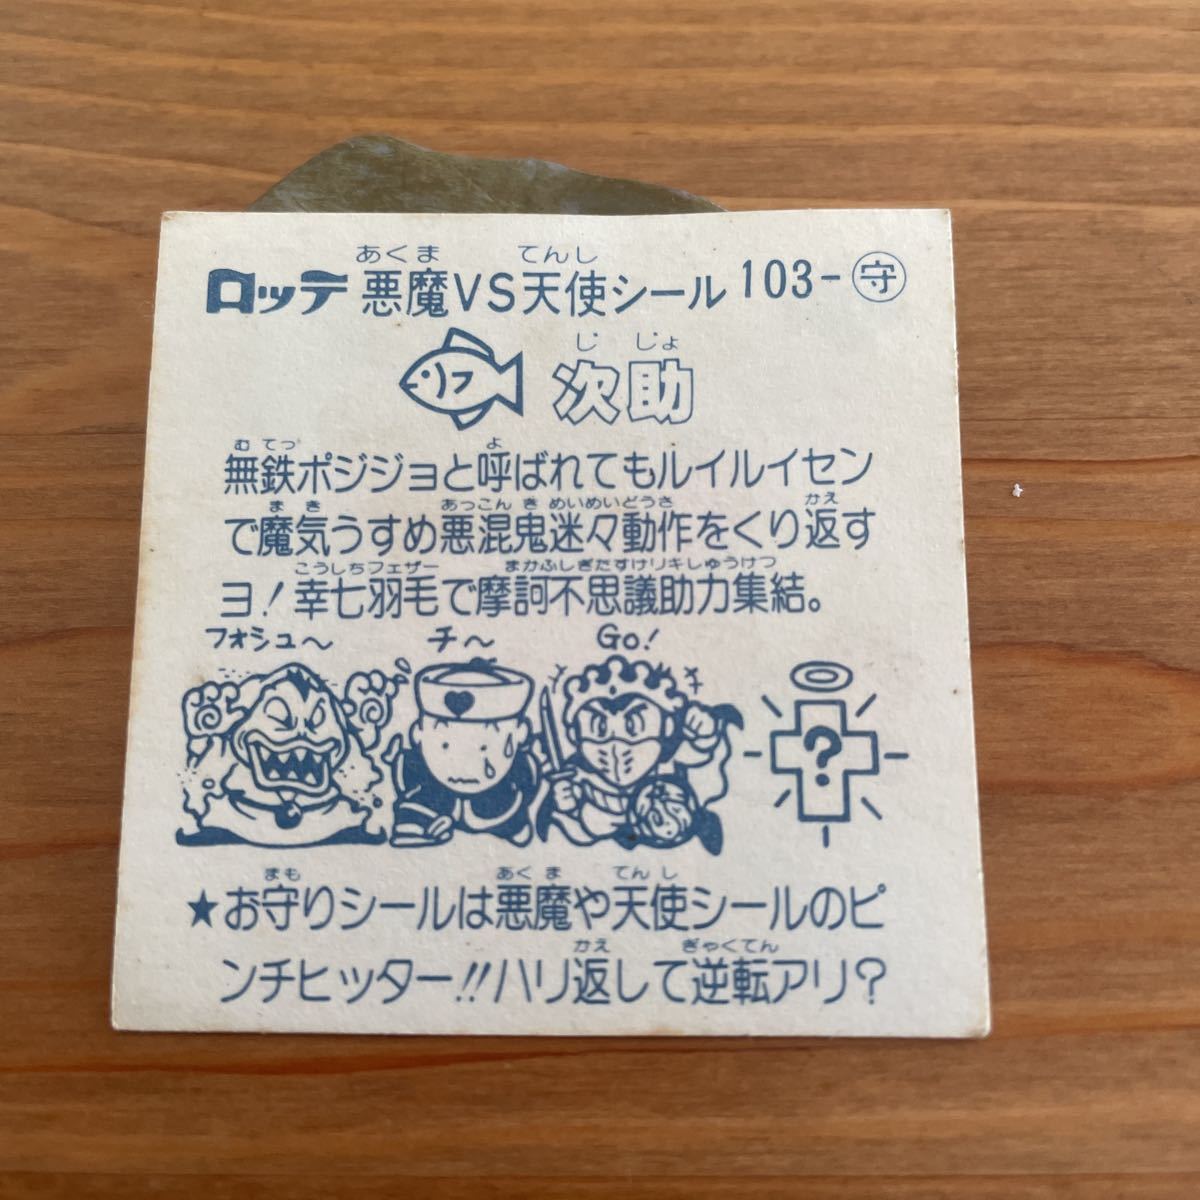 あくま てんし
ロッテ 悪魔VS天使シール 103-守
じ じょ
フ 次助
む てつ よ
無鉄ポジジョと呼ばれてもルイルイセン
ま き あっこん き めいめいどうさ かえ
で魔気うすめ悪混鬼迷々動作をくり返す
こうしちフェザー まかふしぎたすけリキしゅうけつ
ヨ!幸七羽毛で摩訶不思議助力集結。
フォシュ〜 チ〜 Go!
?
まも あく ま てん し
★お守りシールは悪魔や天使シールのピ
かえ ぎゃくてん
ンチヒッター!!ハリ返して逆転アリ?